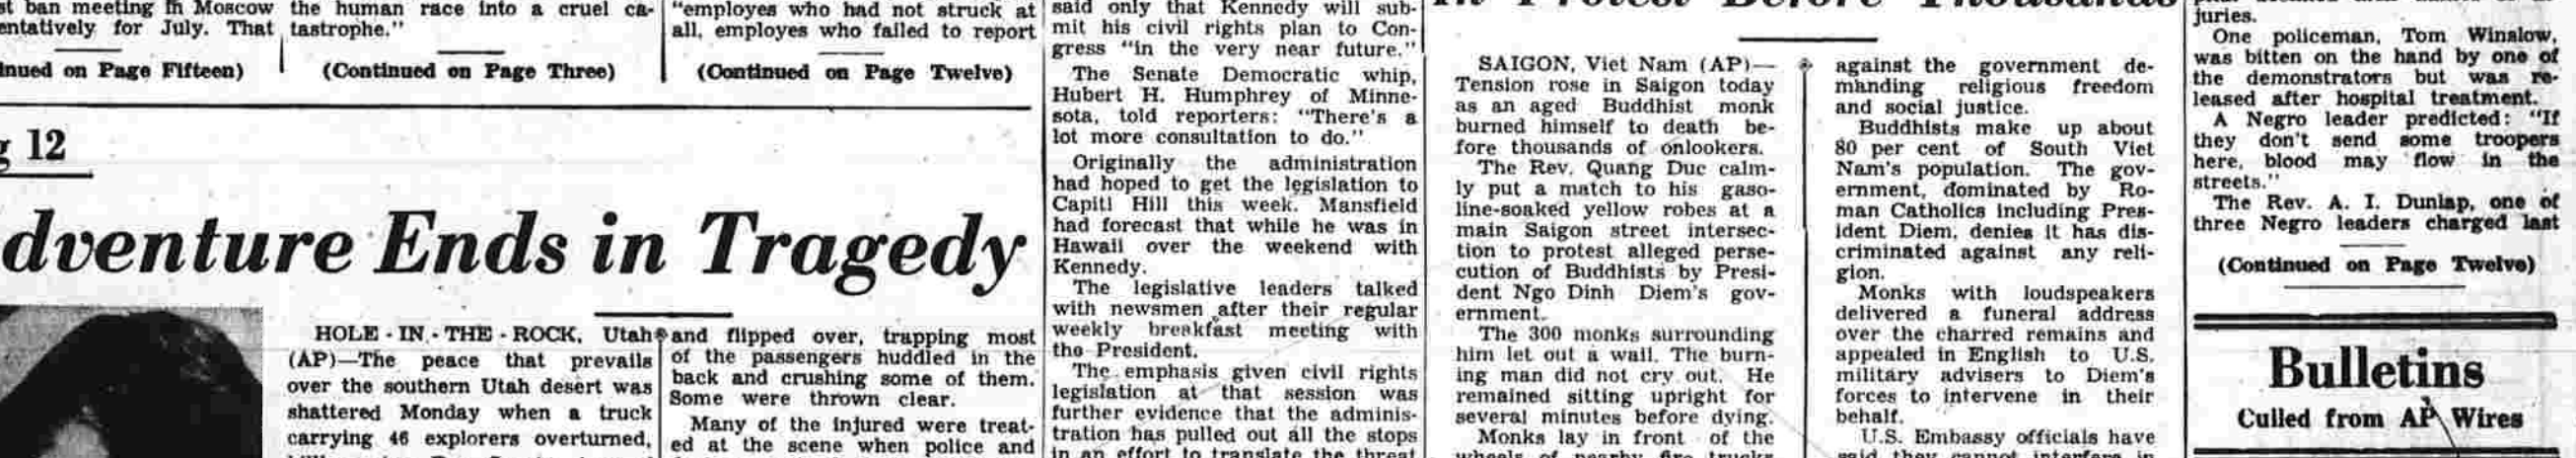 st ban meeting in Moscow
entatively for July. That
(Continued on Page Fifteen)
the human race into a cruel ca-
tastrophe."
(Continued on Page Three)
"employes who had not struck at
all, employes who failed to report
(Continued on Page Twelve)
g 12
dventure Ends in Tragedy
HOLE - IN - THE - ROCK, Utah
(AP)—The peace that prevails
over the southern Utah desert was
shattered Monday when a truck
carrying 46 explorers overturned,
and flipped over, trapping most
of the passengers huddled in the
back and crushing some of them.
Some were thrown clear.
Many of the injured were treat-
ed at the scene when police and
said only that Kennedy will sub-
mit his civil rights plan to Con-
gress "in the very near future."
The Senate Democratic whip,
Hubert H. Humphrey of Minne-
sota, told reporters: "There's a
lot more consultation to do."
Originally the administration
had hoped to get the legislation to
Capitl Hill this week. Mansfield
had forecast that while he was in
Hawaii over the weekend with
Kennedy.
The legislative leaders talked
with newsmen after their regular
weekly breakfast meeting with
the President.
The emphasis given civil rights
legislation at that session was
further evidence that the adminis-
tration has pulled out all the stops
in an effort to translate the threat
In Protest Before Thousands
SAIGON, Viet Nam (AP)—
Tension rose in Saigon today
as an aged Buddhist monk
burned himself to death be-
fore thousands of onlookers.
The Rev. Quang Duc calm-
ly put a match to his gaso-
line-soaked yellow robes at a
main Saigon street intersec-
tion to protest alleged perse-
cution of Buddhists by Presi-
dent Ngo Dinh Diem's gov-
ernment.
The 300 monks surrounding
him let out a wail. The burn-
ing man did not cry out. He
remained sitting upright for
several minutes before dying.
Monks lay in front of the
wheels of nearby fire trucks
against the government de-
manding religious freedom
and social justice.
Buddhists make up about
80 per cent of South Viet
Nam's population. The gov-
ernment, dominated by Ro-
man Catholics including Pres-
ident Diem, denies it has dis-
criminated against any reli-
gion.
Monks with loudspeakers
delivered a funeral address
over the charred remains and
appealed in English to U.S.
military advisers to Diem's
forces to intervene in their
behalf.
U.S. Embassy officials have
said they cannot interfere in
juries.
One policeman, Tom Winslow,
was bitten on the hand by one of
the demonstrators but was re-
leased after hospital treatment.
A Negro leader predicted: "If
they don't send some troopers
here, blood may flow in the
streets."
The Rev. A. I. Dunlap, one of
three Negro leaders charged last
(Continued on Page Twelve)
Bulletins
Culled from AP Wires